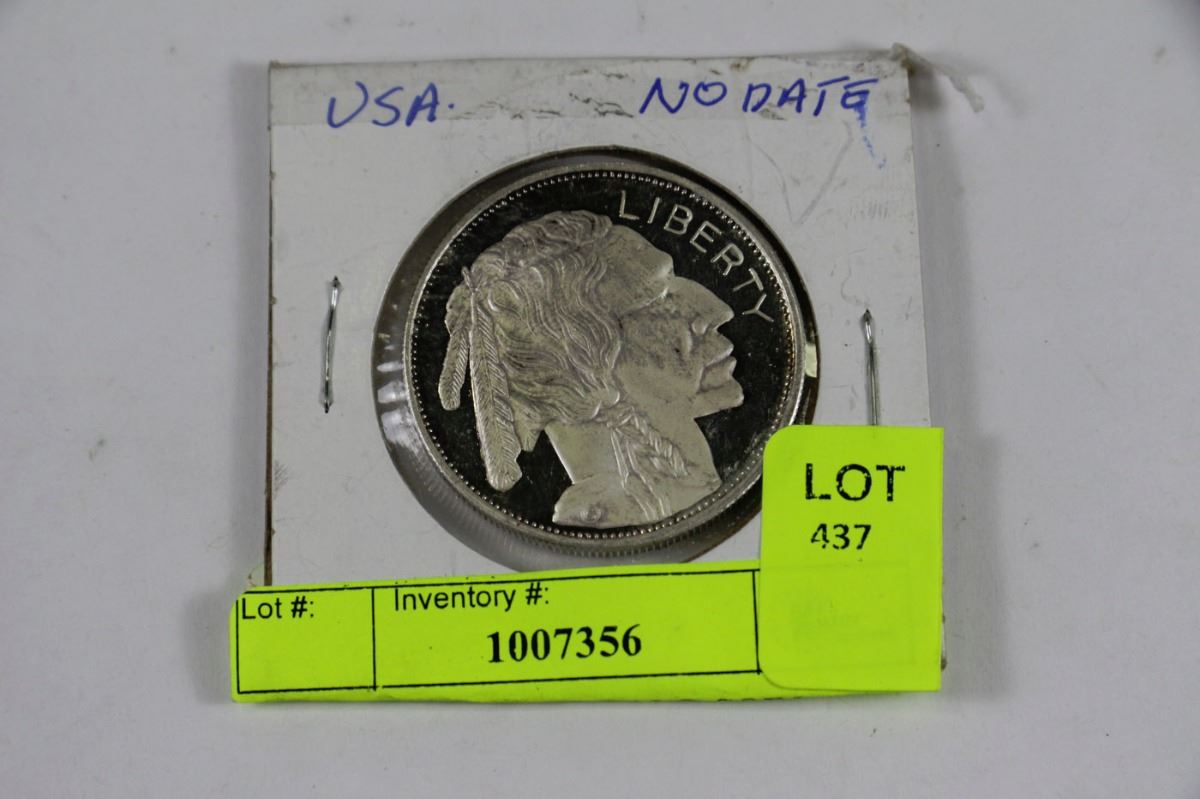 USA. NO DATE
LIBERTY
LOT
437
Lot #: Inventory #:
1007356